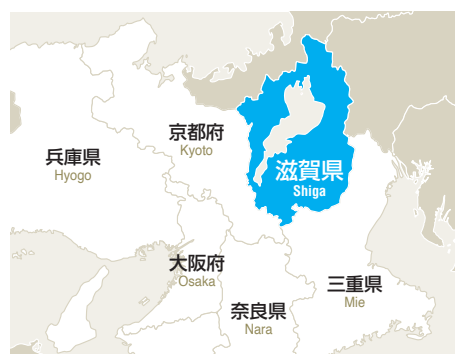 京都府
Kyoto
兵庫県
Hyogo
滋賀県
Shiga
大阪府
Osaka
三重県
Mie
奈良県
Nara